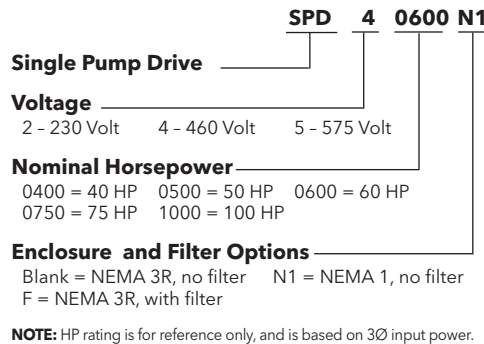 SPD 4 0600 N1
Single Pump Drive
Voltage
2 – 230 Volt 4 – 460 Volt 5 – 575 Volt
Nominal Horsepower
0400 = 40 HP 0500 = 50 HP 0600 = 60 HP
0750 = 75 HP 1000 = 100 HP
Enclosure and Filter Options
Blank = NEMA 3R, no filter N1 = NEMA 1, no filter
F = NEMA 3R, with filter
NOTE: HP rating is for reference only, and is based on 3Ø input power.